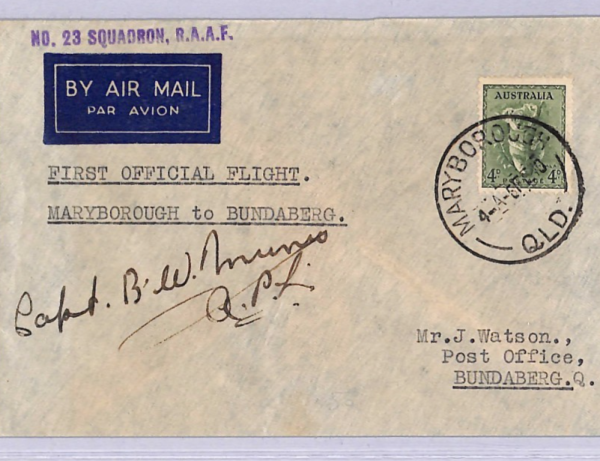 NO. 23 SQUADRON, R.A.A.F.
BY AIR MAIL
PAR AVION
AUSTRALIA
4D 4D
MARYBOROUGH
QLD.
FIRST OFFICIAL FLIGHT.
MARYBOROUGH to BUNDABERG.
Capt. B.W. Munro
Mr.J.Watson.,
Post Office,
BUNDABERG.Q.